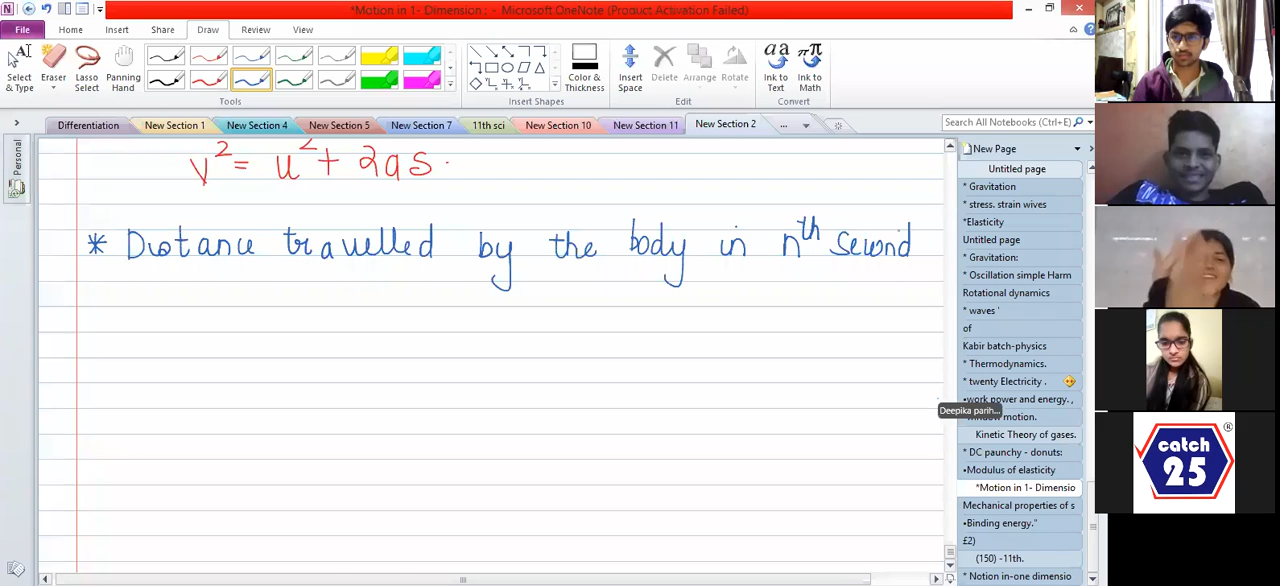 *Motion in 1- Dimension : - Microsoft OneNote (Product Activation Failed)
File Home Insert Share Draw Review View
Select & Type
Eraser
Lasso Select
Panning Hand
Color & Thickness
Insert Space
Delete
Arrange
Rotate
Ink to Text
Ink to Math
Tools Insert Shapes Edit Convert
Differentiation New Section 1 New Section 4 New Section 5 New Section 7 11th sci New Section 10 New Section 11 New Section 2 ... Search All Notebooks (Ctrl+E)
Personal
v² = u² + 2as.
* Distance travelled by the body in nth second
New Page
Untitled page
* Gravitation
* stress. strain wives
*Elasticity
Untitled page
* Gravitation:
* Oscillation simple Harm
Rotational dynamics
* waves '
of
Kabir batch-physics
* Thermodynamics.
* twenty Electricity .
•work power and energy. ,
window motion.
Kinetic Theory of gases.
* DC paunchy - donuts:
•Modulus of elasticity
*Motion in 1- Dimensio
Mechanical properties of s
•Binding energy."
£2)
(150) -11th.
* Notion in-one dimensio
Deepika parih...
catch
25
®